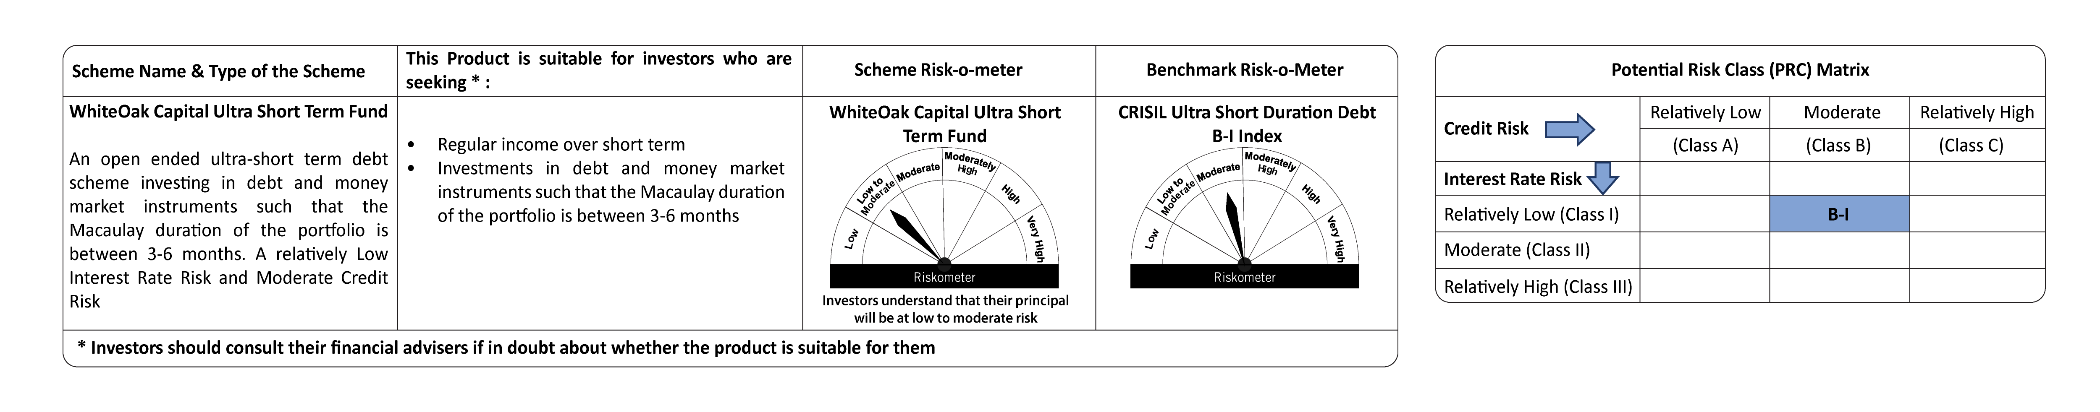 Scheme Name & Type of the Scheme
This Product is suitable for investors who are
seeking * :
Scheme Risk-o-meter
Benchmark Risk-o-Meter
WhiteOak Capital Ultra Short Term Fund
An open ended ultra-short term debt
scheme investing in debt and money
market instruments such that the
Macaulay duration of the portfolio is
between 3-6 months. A relatively Low
Interest Rate Risk and Moderate Credit
Risk
• Regular income over short term
• Investments in debt and money market
instruments such that the Macaulay duration
of the portfolio is between 3-6 months
WhiteOak Capital Ultra Short
Term Fund
Low
Low to
Moderate
Moderate
Moderately
High
High
Very High
Riskometer
Investors understand that their principal
will be at low to moderate risk
CRISIL Ultra Short Duration Debt
B-I Index
Low
Low to
Moderate
Moderate
Moderately
High
High
Very High
Riskometer
* Investors should consult their financial advisers if in doubt about whether the product is suitable for them
Potential Risk Class (PRC) Matrix
Credit Risk
Relatively Low
Moderate
Relatively High
(Class A)
(Class B)
(Class C)
Interest Rate Risk
Relatively Low (Class I)
B-I
Moderate (Class II)
Relatively High (Class III)